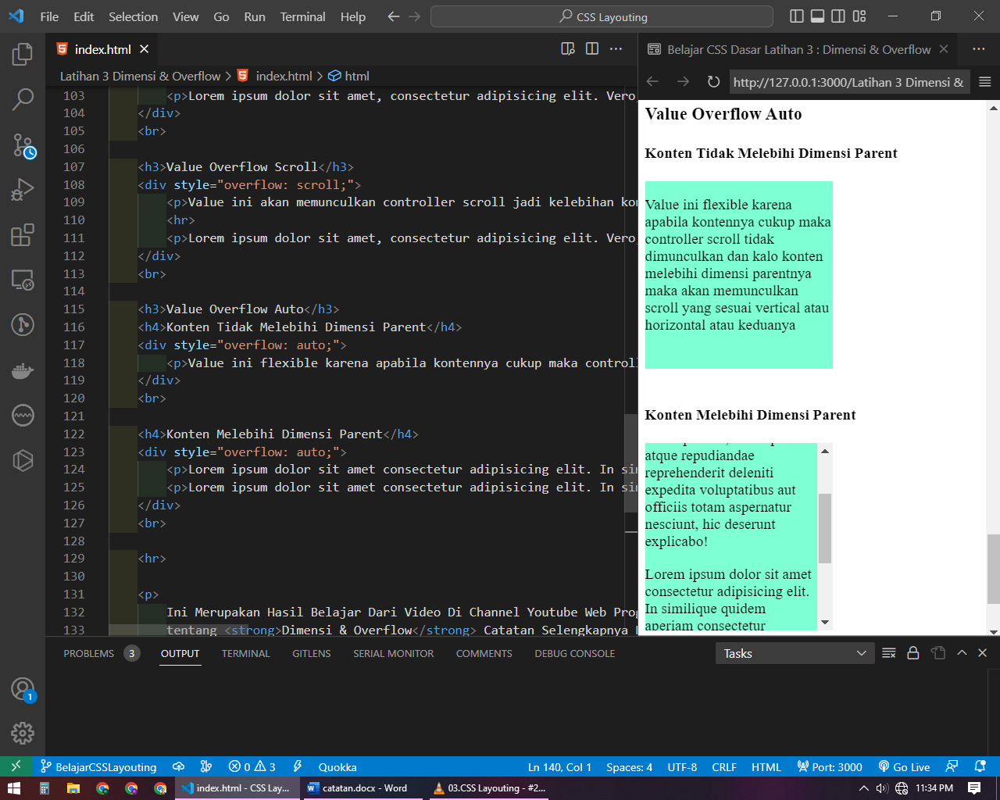 File Edit Selection View Go Run Terminal Help
CSS Layouting
index.html
Belajar CSS Dasar Latihan 3 : Dimensi & Overflow
Latihan 3 Dimensi & Overflow > index.html > html
http://127.0.0.1:3000/Latihan 3 Dimensi &
103 <p>Lorem ipsum dolor sit amet, consectetur adipisicing elit. Vero,
104 </div>
105 <br>
106
107 <h3>Value Overflow Scroll</h3>
108 <div style="overflow: scroll;">
109 <p>Value ini akan memunculkan controller scroll jadi kelebihan kon
110 <hr>
111 <p>Lorem ipsum dolor sit amet, consectetur adipisicing elit. Vero,
112 </div>
113 <br>
114
115 <h3>Value Overflow Auto</h3>
116 <h4>Konten Tidak Melebihi Dimensi Parent</h4>
117 <div style="overflow: auto;">
118 <p>Value ini flexible karena apabila kontennya cukup maka controll
119 </div>
120 <br>
121
122 <h4>Konten Melebihi Dimensi Parent</h4>
123 <div style="overflow: auto;">
124 <p>Lorem ipsum dolor sit amet consectetur adipisicing elit. In sim
125 <p>Lorem ipsum dolor sit amet consectetur adipisicing elit. In sim
126 </div>
127 <br>
128
129 <hr>
130
131 <p>
132 Ini Merupakan Hasil Belajar Dari Video Di Channel Youtube Web Prog
133 tentang <strong>Dimensi & Overflow</strong> Catatan Selengkapnya
Value Overflow Auto
Konten Tidak Melebihi Dimensi Parent
Value ini flexible karena
apabila kontennya cukup maka
controller scroll tidak
dimunculkan dan kalo konten
melebihi dimensi parentnya
maka akan memunculkan
scroll yang sesuai vertical atau
horizontal atau keduanya
Konten Melebihi Dimensi Parent
atque repudiandae
reprehenderit deleniti
expedita voluptatibus aut
officiis totam aspernatur
nesciunt, hic deserunt
explicabo!
Lorem ipsum dolor sit amet
consectetur adipisicing elit.
In similique quidem
aperiam consectetur
PROBLEMS 3 OUTPUT TERMINAL GITLENS SERIAL MONITOR COMMENTS DEBUG CONSOLE
Tasks
1
BelajarCSSLayouting 0 3 Quokka Ln 140, Col 1 Spaces: 4 UTF-8 CRLF HTML Port: 3000 Go Live
index.html - CSS Lay... catatan.docx - Word 03.CSS Layouting - #2... 11:34 PM